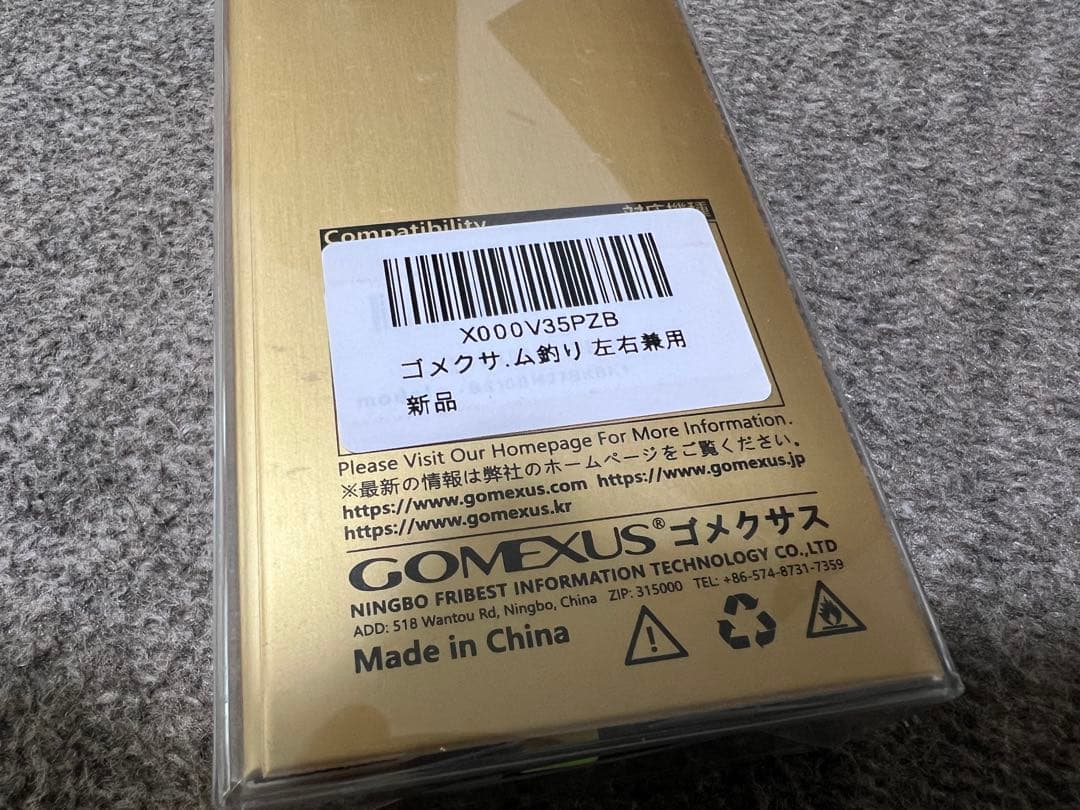 Compatibility 対応機種
X000V35PZB
ゴメクサ.ム釣り 左右兼用
新品
Please Visit Our Homepage For More Information.
※最新の情報は弊社のホームページをご覧ください。
https://www.gomexus.com https://www.gomexus.jp
https://www.gomexus.kr
GOMEXUS® ゴメクサス
NINGBO FRIBEST INFORMATION TECHNOLOGY CO.,LTD
ADD: 518 Wantou Rd, Ningbo, China ZIP: 315000 TEL: +86-574-8731-7359
Made in China